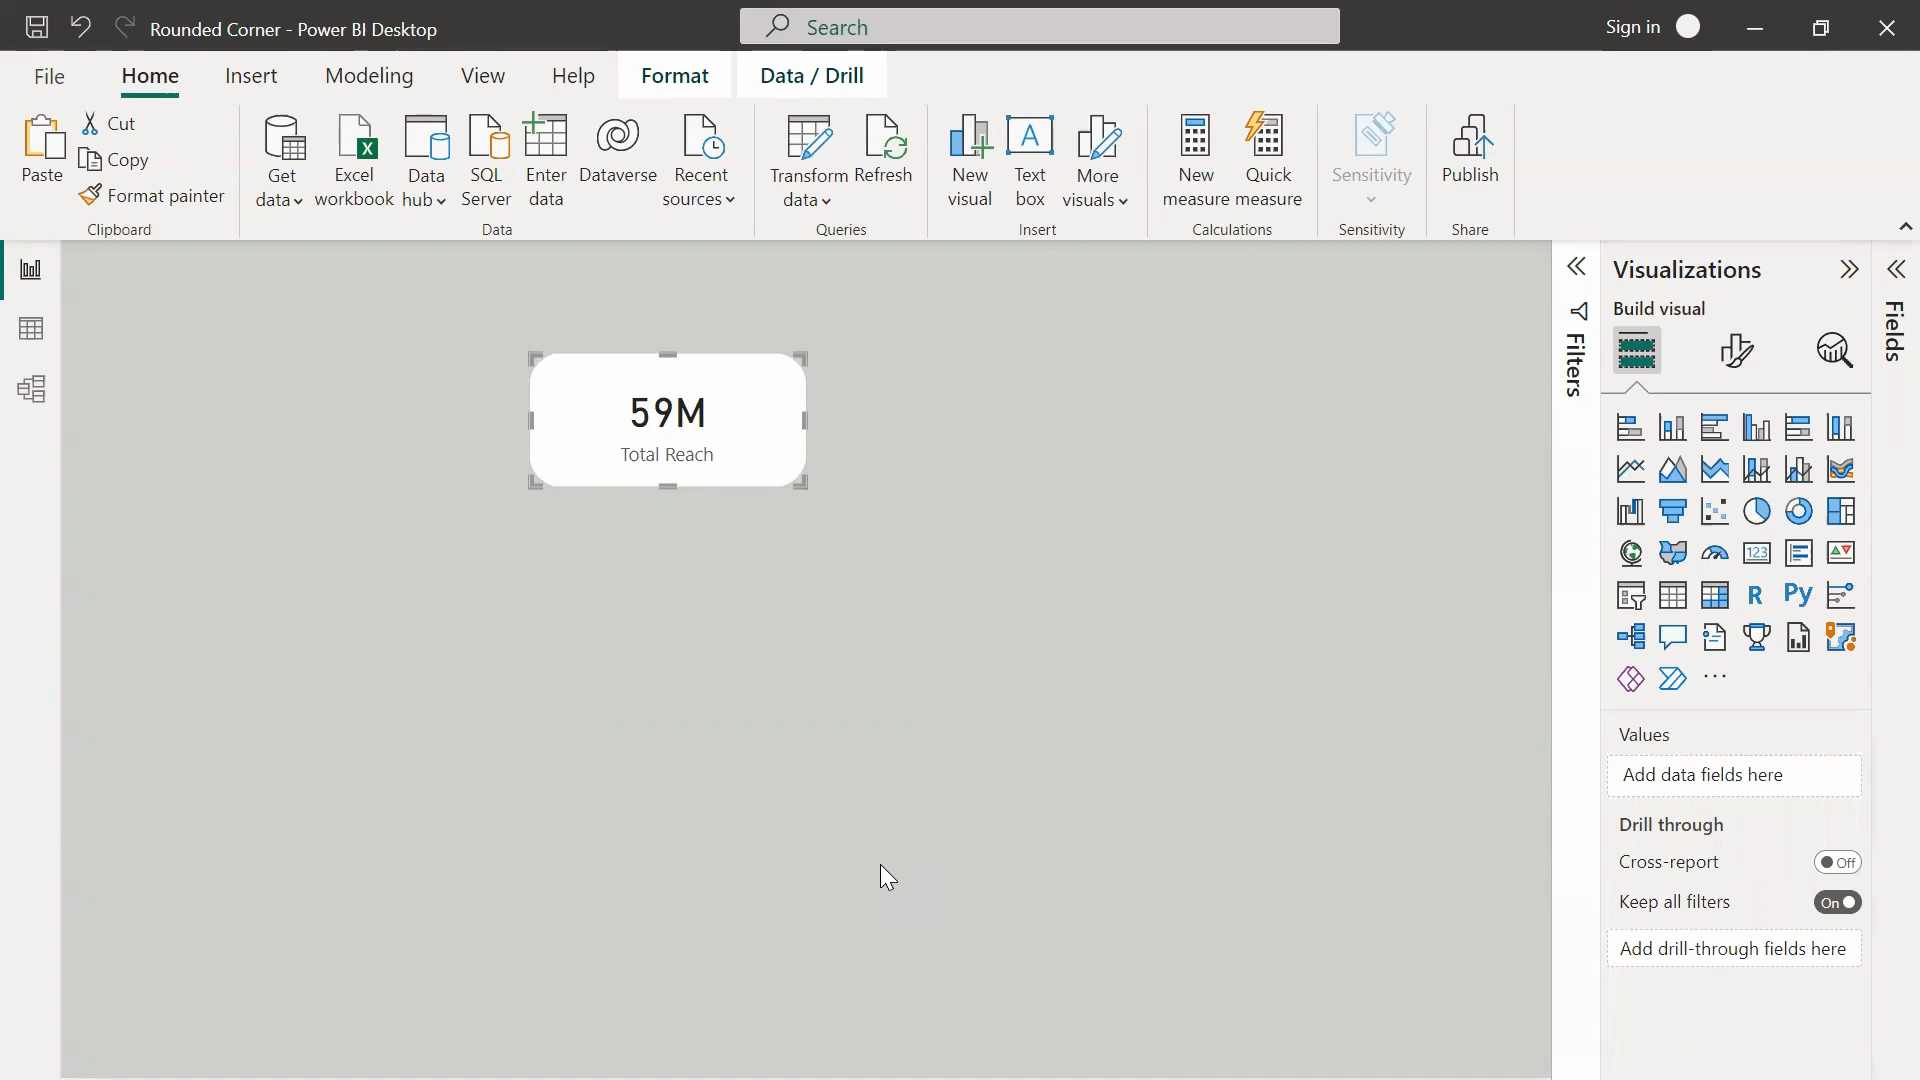 Rounded Corner - Power BI Desktop
Search
Sign in
File
Home
Insert
Modeling
View
Help
Format
Data / Drill
Paste
Cut
Copy
Format painter
Get data
Excel workbook
Data hub
SQL Server
Enter data
Dataverse
Recent sources
Transform data
Refresh
New visual
A
Text box
More visuals
New measure
Quick measure
Sensitivity
Publish
Clipboard
Data
Queries
Insert
Calculations
Sensitivity
Share
59M
Total Reach
Filters
Visualizations
Fields
Build visual
123
R
Py
...
Values
Add data fields here
Drill through
Cross-report
Off
Keep all filters
On
Add drill-through fields here